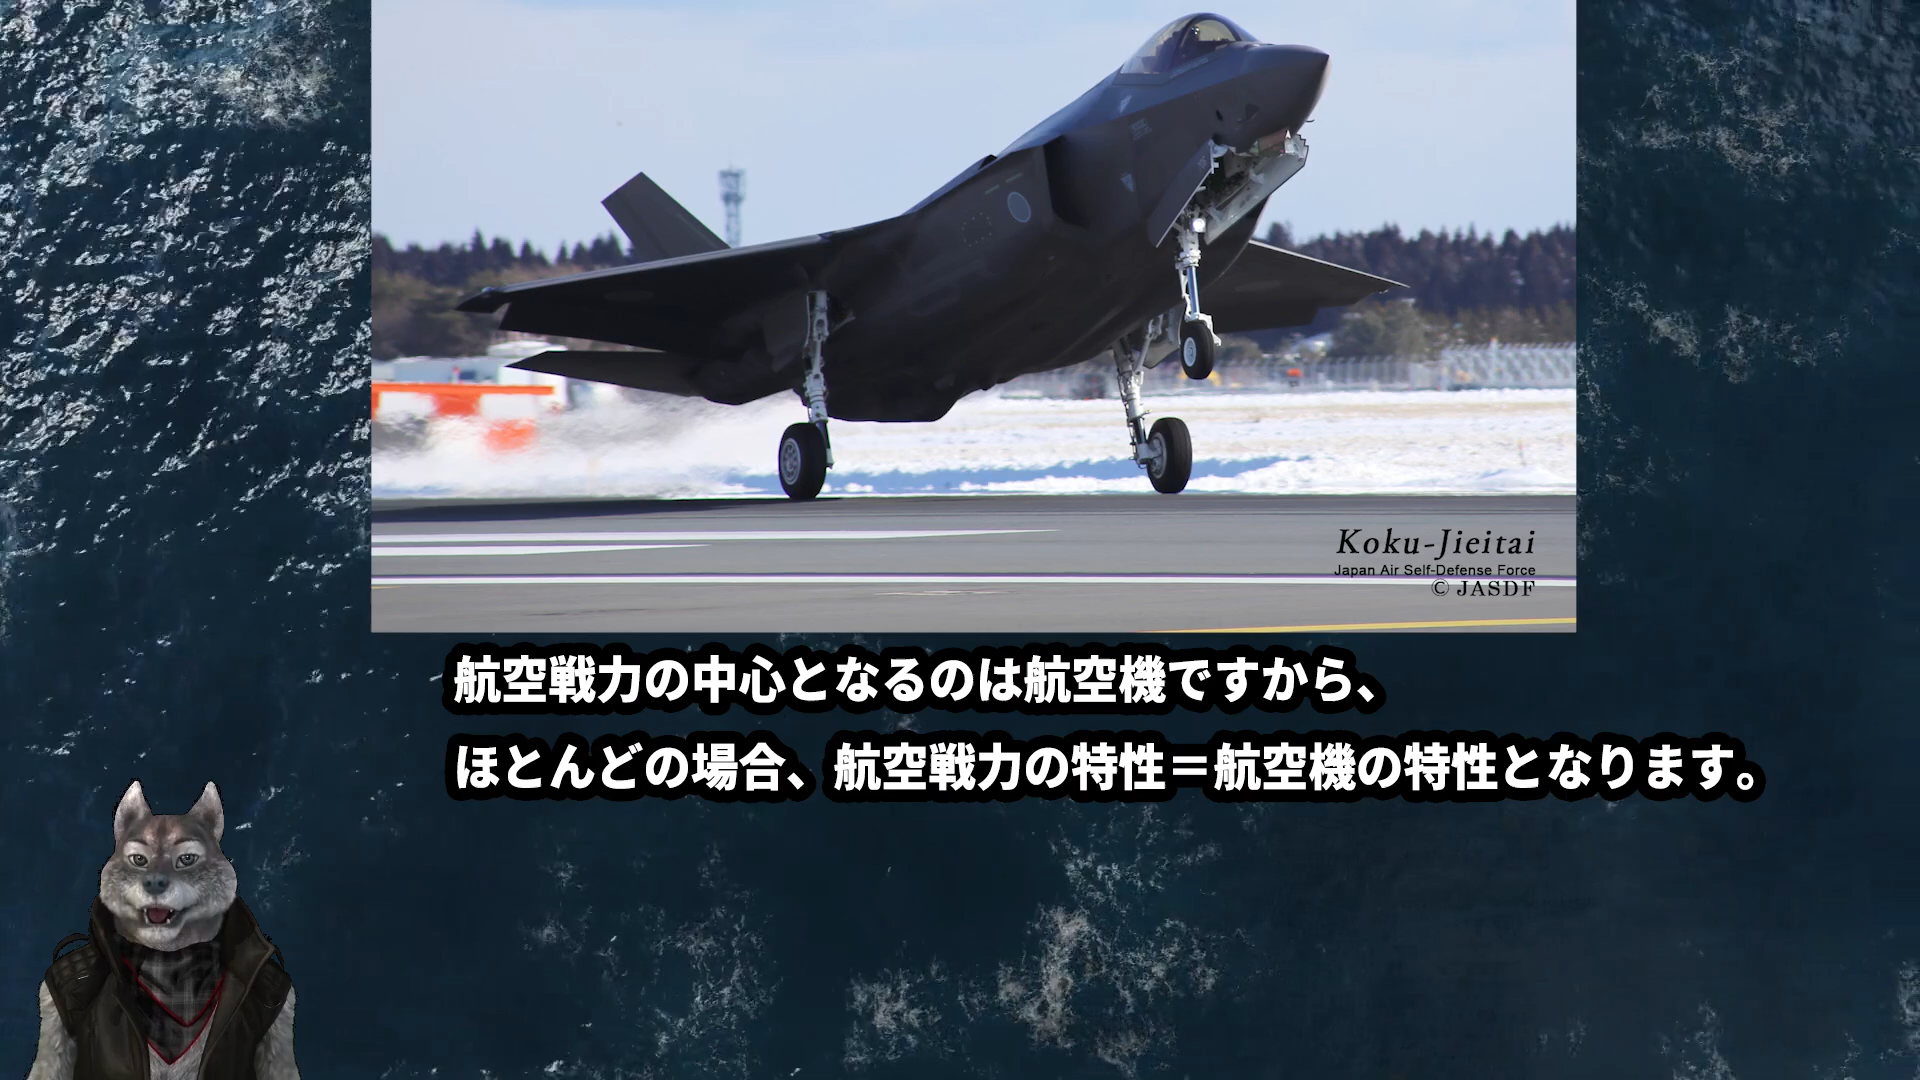 Koku-Jieitai
Japan Air Self-Defense Force
© JASDF
航空戦力の中心となるのは航空機ですから、
ほとんどの場合、航空戦力の特性＝航空機の特性となります。